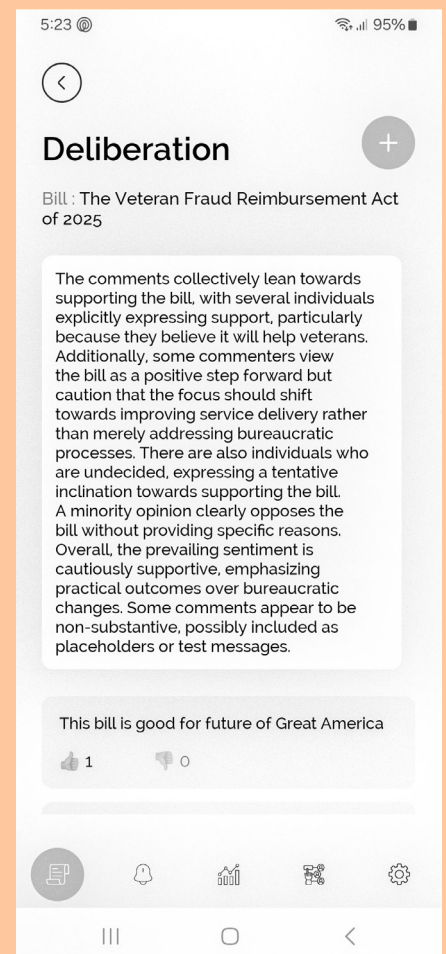 5:23 95%
Deliberation
Bill : The Veteran Fraud Reimbursement Act
of 2025
The comments collectively lean towards
supporting the bill, with several individuals
explicitly expressing support, particularly
because they believe it will help veterans.
Additionally, some commenters view
the bill as a positive step forward but
caution that the focus should shift
towards improving service delivery rather
than merely addressing bureaucratic
processes. There are also individuals who
are undecided, expressing a tentative
inclination towards supporting the bill.
A minority opinion clearly opposes the
bill without providing specific reasons.
Overall, the prevailing sentiment is
cautiously supportive, emphasizing
practical outcomes over bureaucratic
changes. Some comments appear to be
non-substantive, possibly included as
placeholders or test messages.
This bill is good for future of Great America
1 0